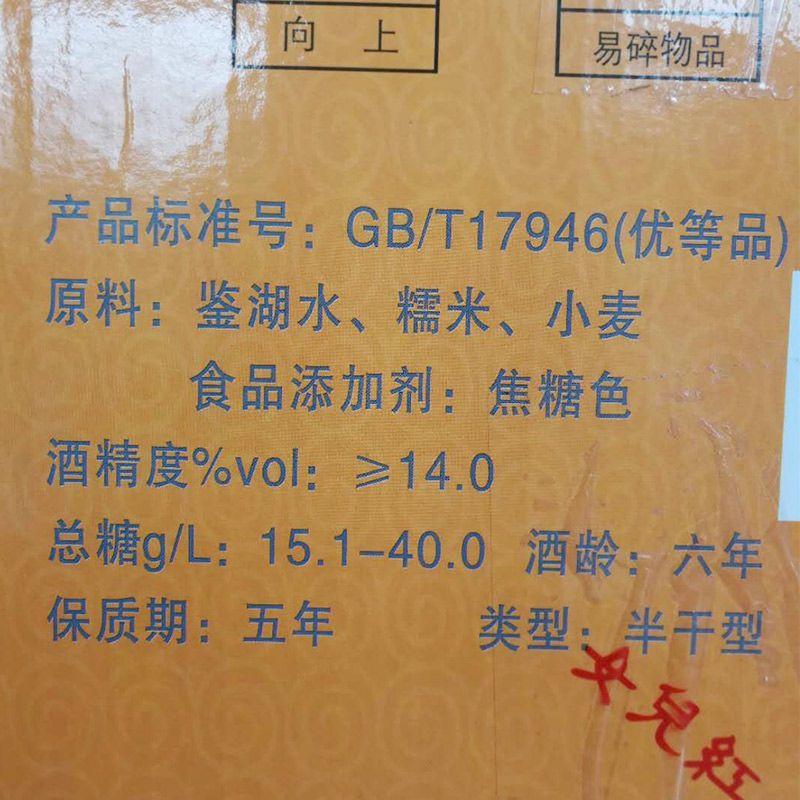 向 上
易碎物品
产品标准号：GB/T17946(优等品)
原料：鉴湖水、糯米、小麦
食品添加剂：焦糖色
酒精度%vol：≥14.0
总糖g/L：15.1-40.0 酒龄：六年
保质期：五年 类型：半干型
女兒红